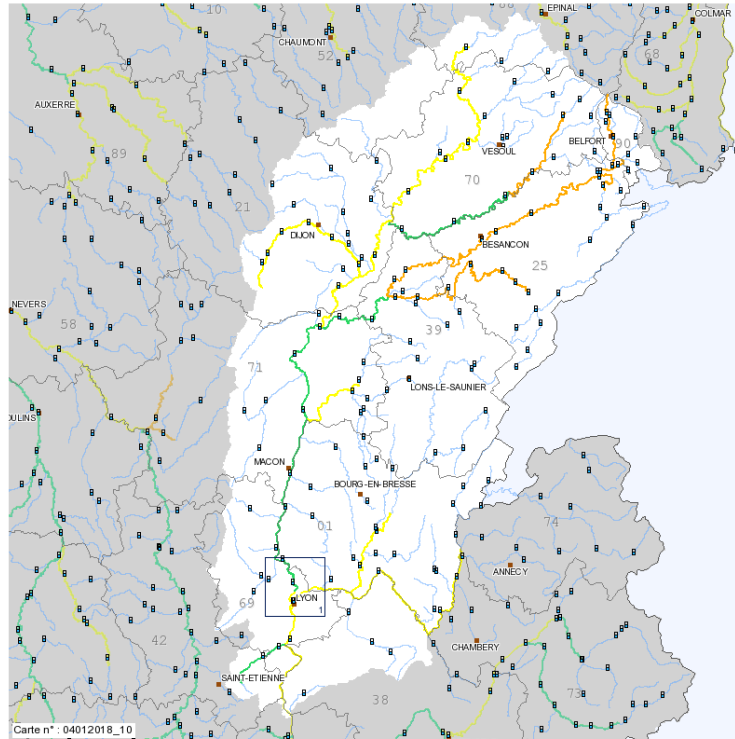 10
EPINAL
COLMAR
88
CHAUMONT
52
68
AUXERRE
89
VESOUL
BELFORT
90
70
21
DIJON
BESANCON
25
NEVERS
58
39
71
LONS-LE-SAUNIER
OULINS
MACON
BOURG-EN-BRESSE
01
74
ANNECY
69
LYON
1
42
CHAMBERY
SAINT-ETIENNE
38
73
Carte n° : 04012018_10